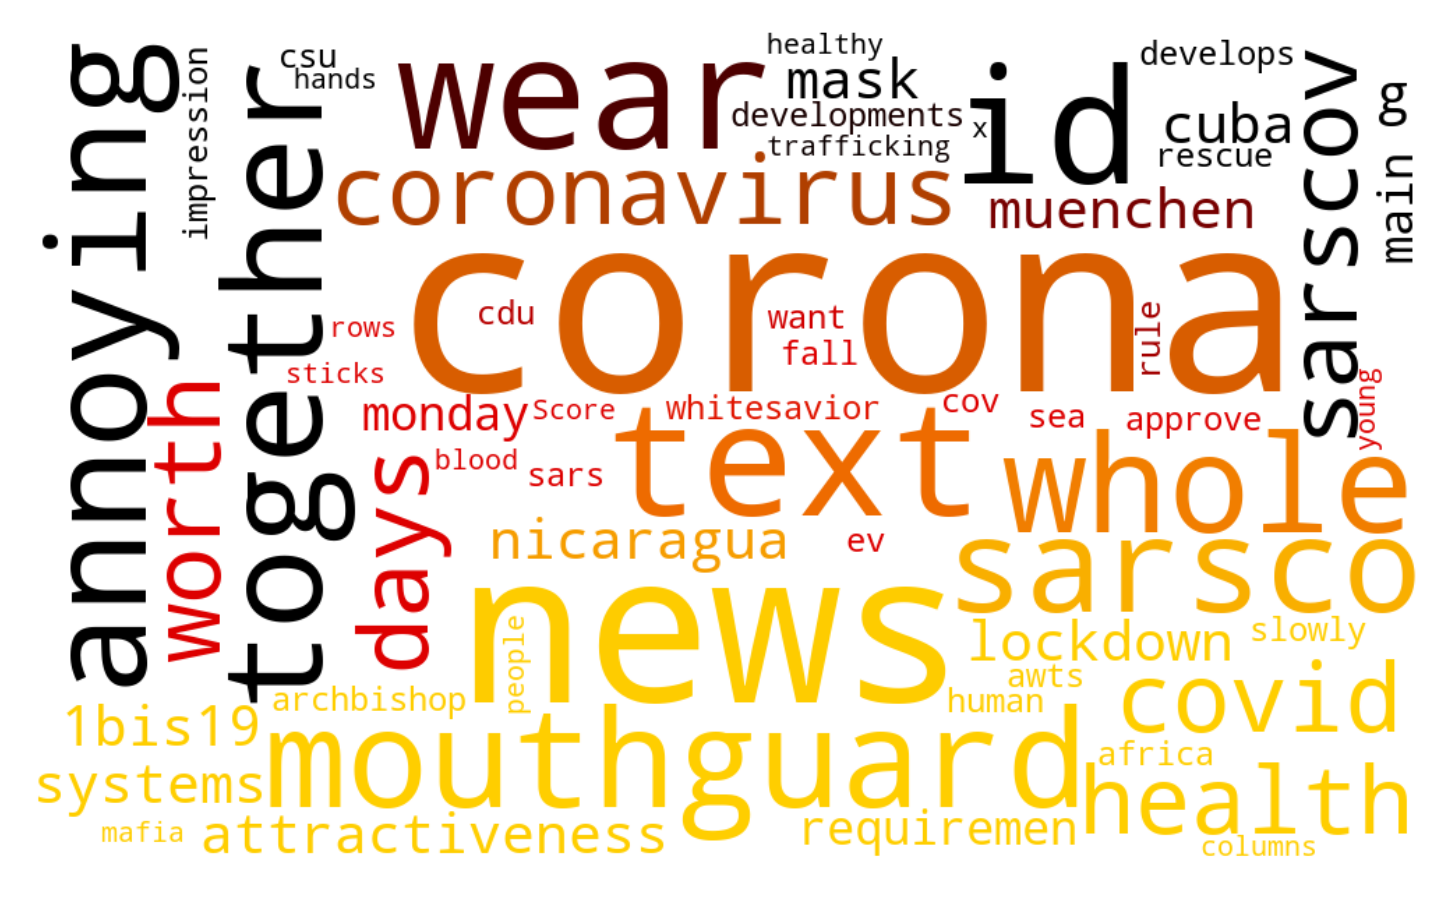 annoying
impression
together
csu
hands
wear
healthy
mask
developments
trafficking
x
id
develops
cuba
rescue
sarscov
main gg
coronavirus
muenchen
corona
cdu
want
fall
rule
rows
sticks
worth
monday
Score
whitesavior
cov
sea
approve
young
days
blood
sars
text
whole
nicaragua
ev
sarsco
news
people
lockdown
slowly
awts
human
covid
archbishop
1bis19
mouthguard
africa
systems
health
mafia
attractiveness
requiremen
columns